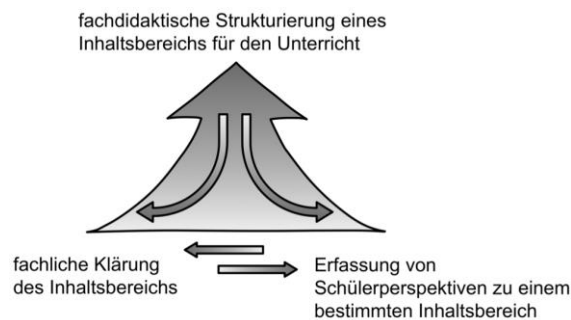 fachdidaktische Strukturierung eines
Inhaltsbereichs für den Unterricht
fachliche Klärung
des Inhaltsbereichs
Erfassung von
Schülerperspektiven zu einem
bestimmten Inhaltsbereich